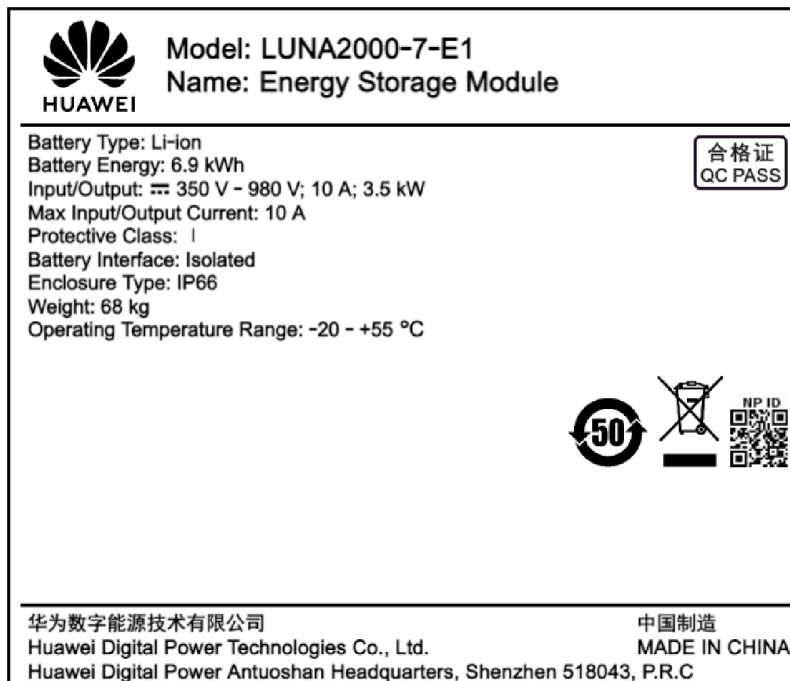 HUAWEI
Model: LUNA2000-7-E1
Name: Energy Storage Module
Battery Type: Li-ion
Battery Energy: 6.9 kWh
Input/Output: ⎓ 350 V - 980 V; 10 A; 3.5 kW
Max Input/Output Current: 10 A
Protective Class: I
Battery Interface: Isolated
Enclosure Type: IP66
Weight: 68 kg
Operating Temperature Range: -20 - +55 °C
合格证
QC PASS
50
NP ID
华为数字能源技术有限公司
Huawei Digital Power Technologies Co., Ltd.
Huawei Digital Power Antuoshan Headquarters, Shenzhen 518043, P.R.C
中国制造
MADE IN CHINA